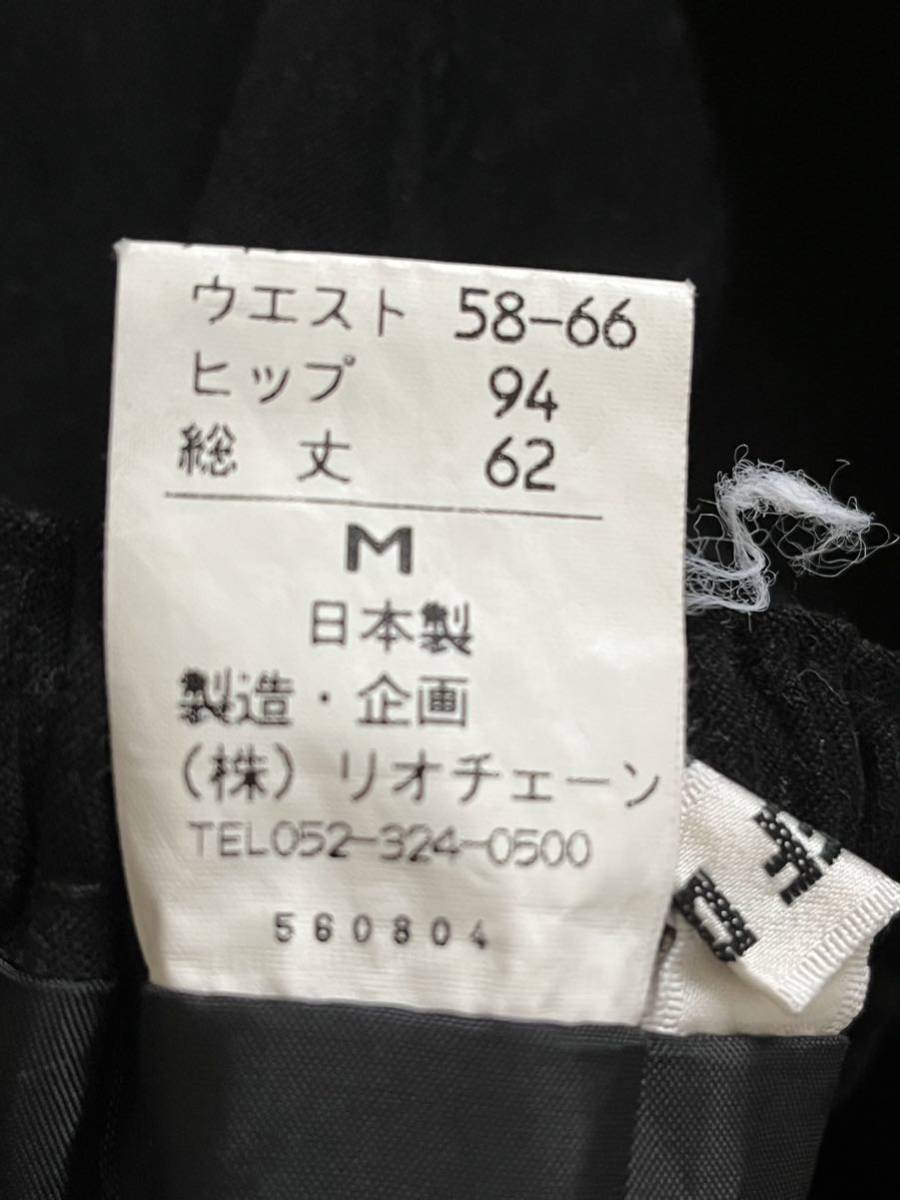 ウエスト 58-66
ヒップ 94
総 丈 62
M
日本製
製造・企画
(株) リオチェーン
TEL052-324-0500
560804